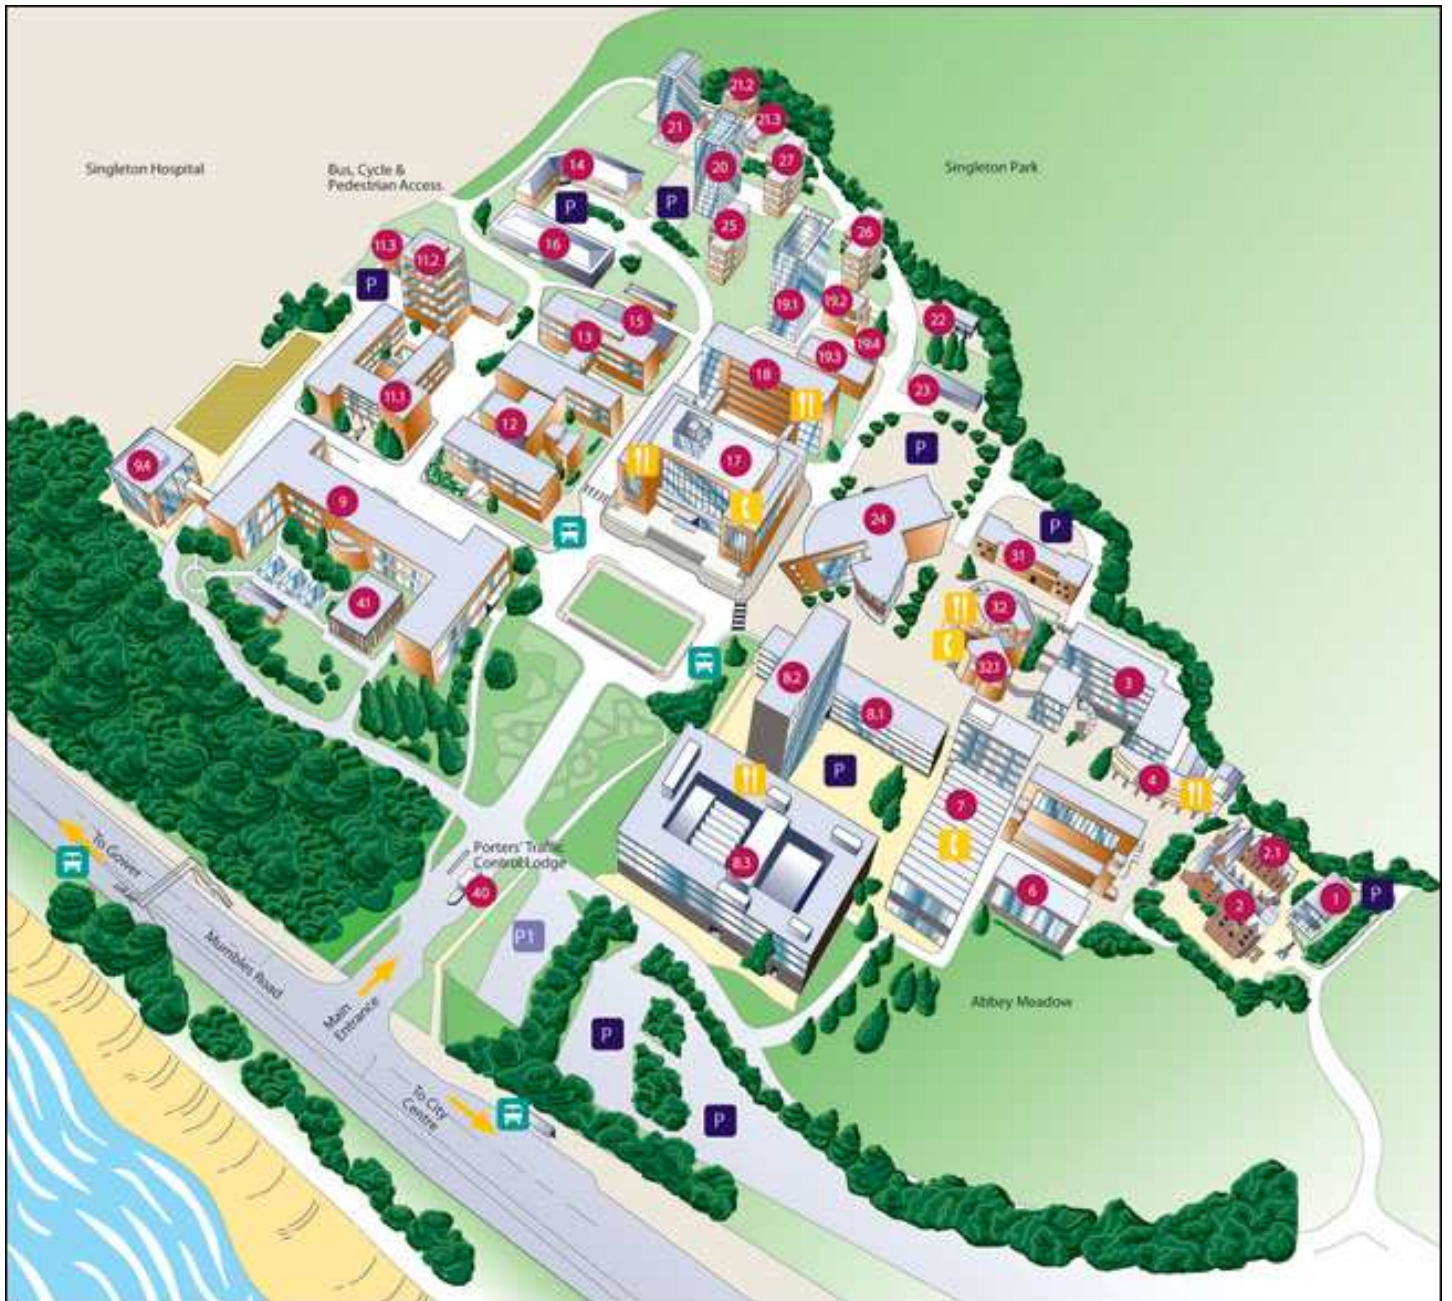 21.2
21.3
21
Singleton Hospital
Bus, Cycle &
Pedestrian Access
14
20
27
Singleton Park
P
P
25
26
16
11.3
11.2
P
19.1
19.2
15
22
13
19.4
19.3
18
23
11.1
12
P
17
9.4
9
24
P
31
41
32
32.1
8.2
3
8.1
P
4
7
To Gower
Porters' Traffic
Control Lodge
8.3
2.1
40
6
2
1
P
P1
Mumbles Road
Main
Entrance
Abbey Meadow
P
To City
Centre
P